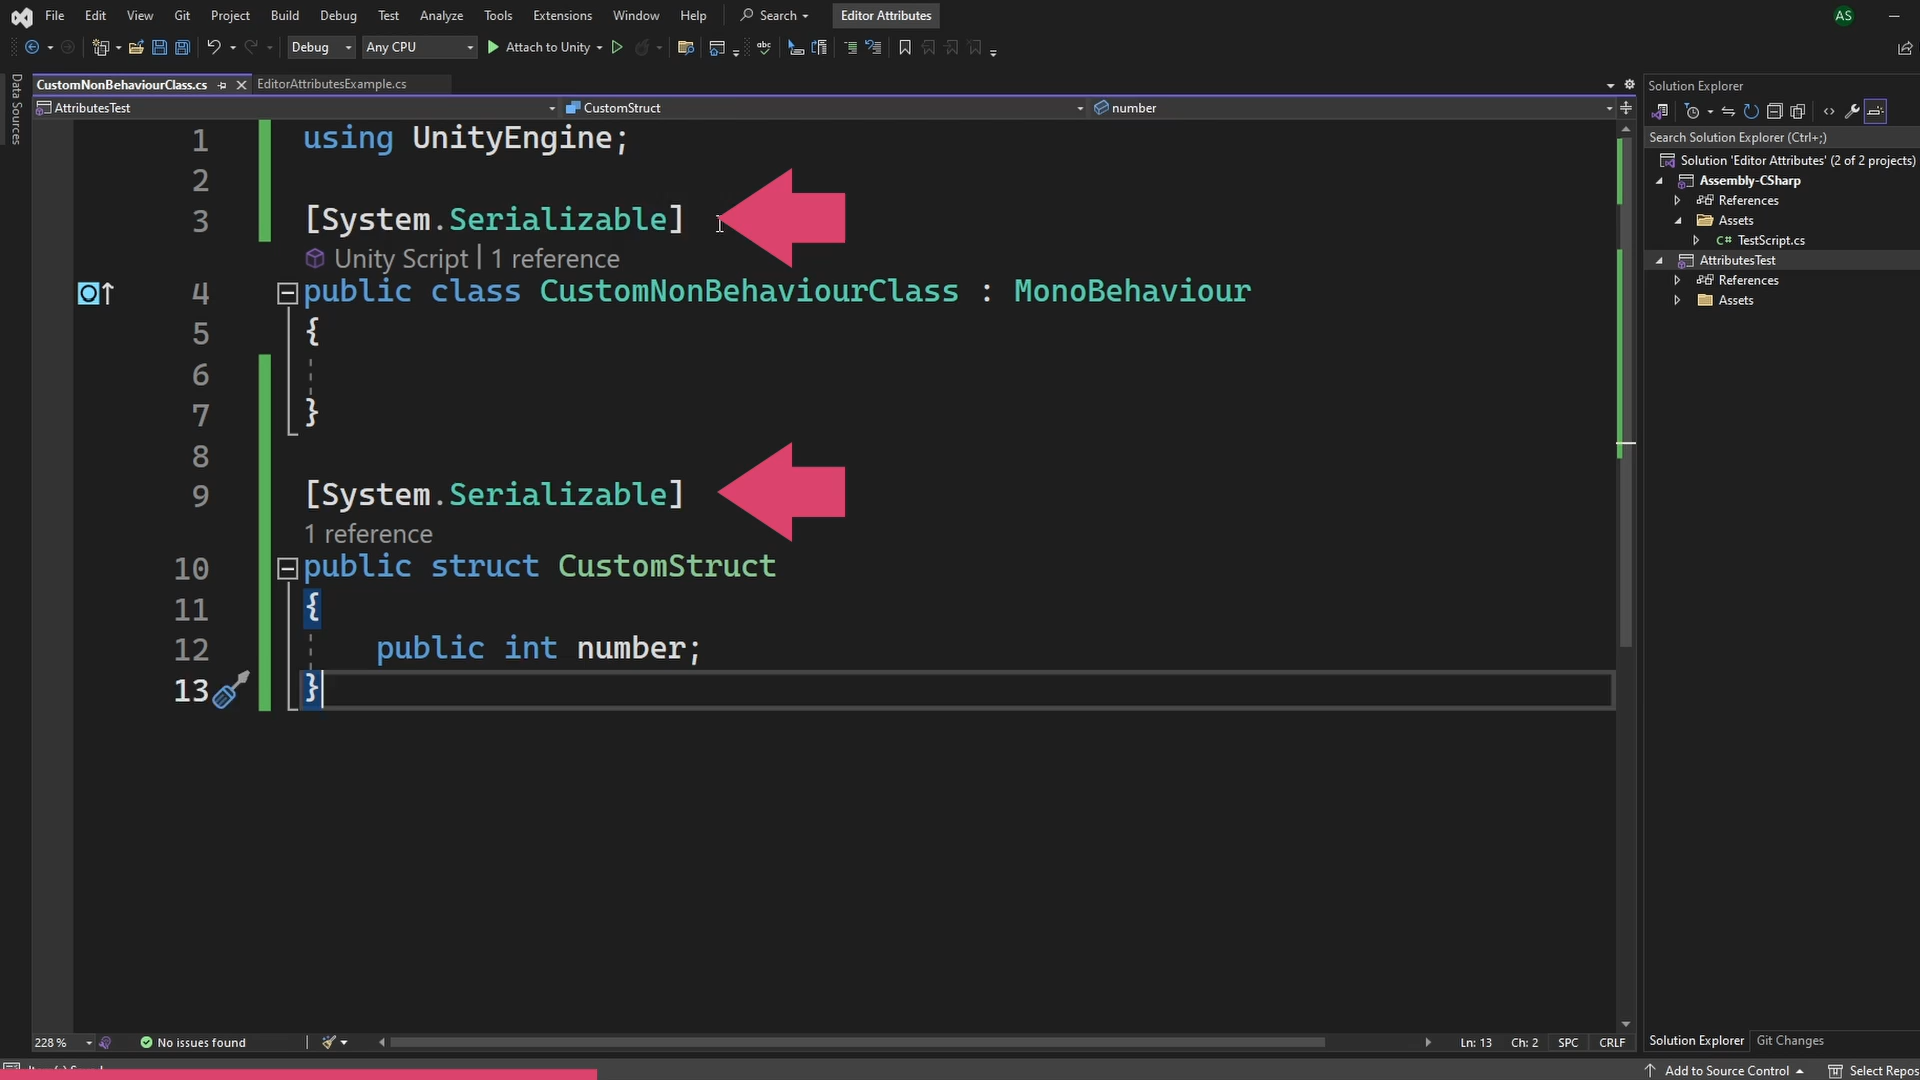 File Edit View Git Project Build Debug Test Analyze Tools Extensions Window Help Search Editor Attributes AS
Debug Any CPU Attach to Unity
Data Sources
CustomNonBehaviourClass.cs EditorAttributesExample.cs
AttributesTest CustomStruct number
1 using UnityEngine;
2
3 [System.Serializable]
Unity Script | 1 reference
4 public class CustomNonBehaviourClass : MonoBehaviour
5 {
6
7 }
8
9 [System.Serializable]
1 reference
10 public struct CustomStruct
11 {
12 public int number;
13 }
228 % No issues found Ln: 13 Ch: 2 SPC CRLF
Solution Explorer
Search Solution Explorer (Ctrl+;)
Solution 'Editor Attributes' (2 of 2 projects)
Assembly-CSharp
References
Assets
C# TestScript.cs
AttributesTest
References
Assets
Solution Explorer Git Changes
Add to Source Control Select Repos